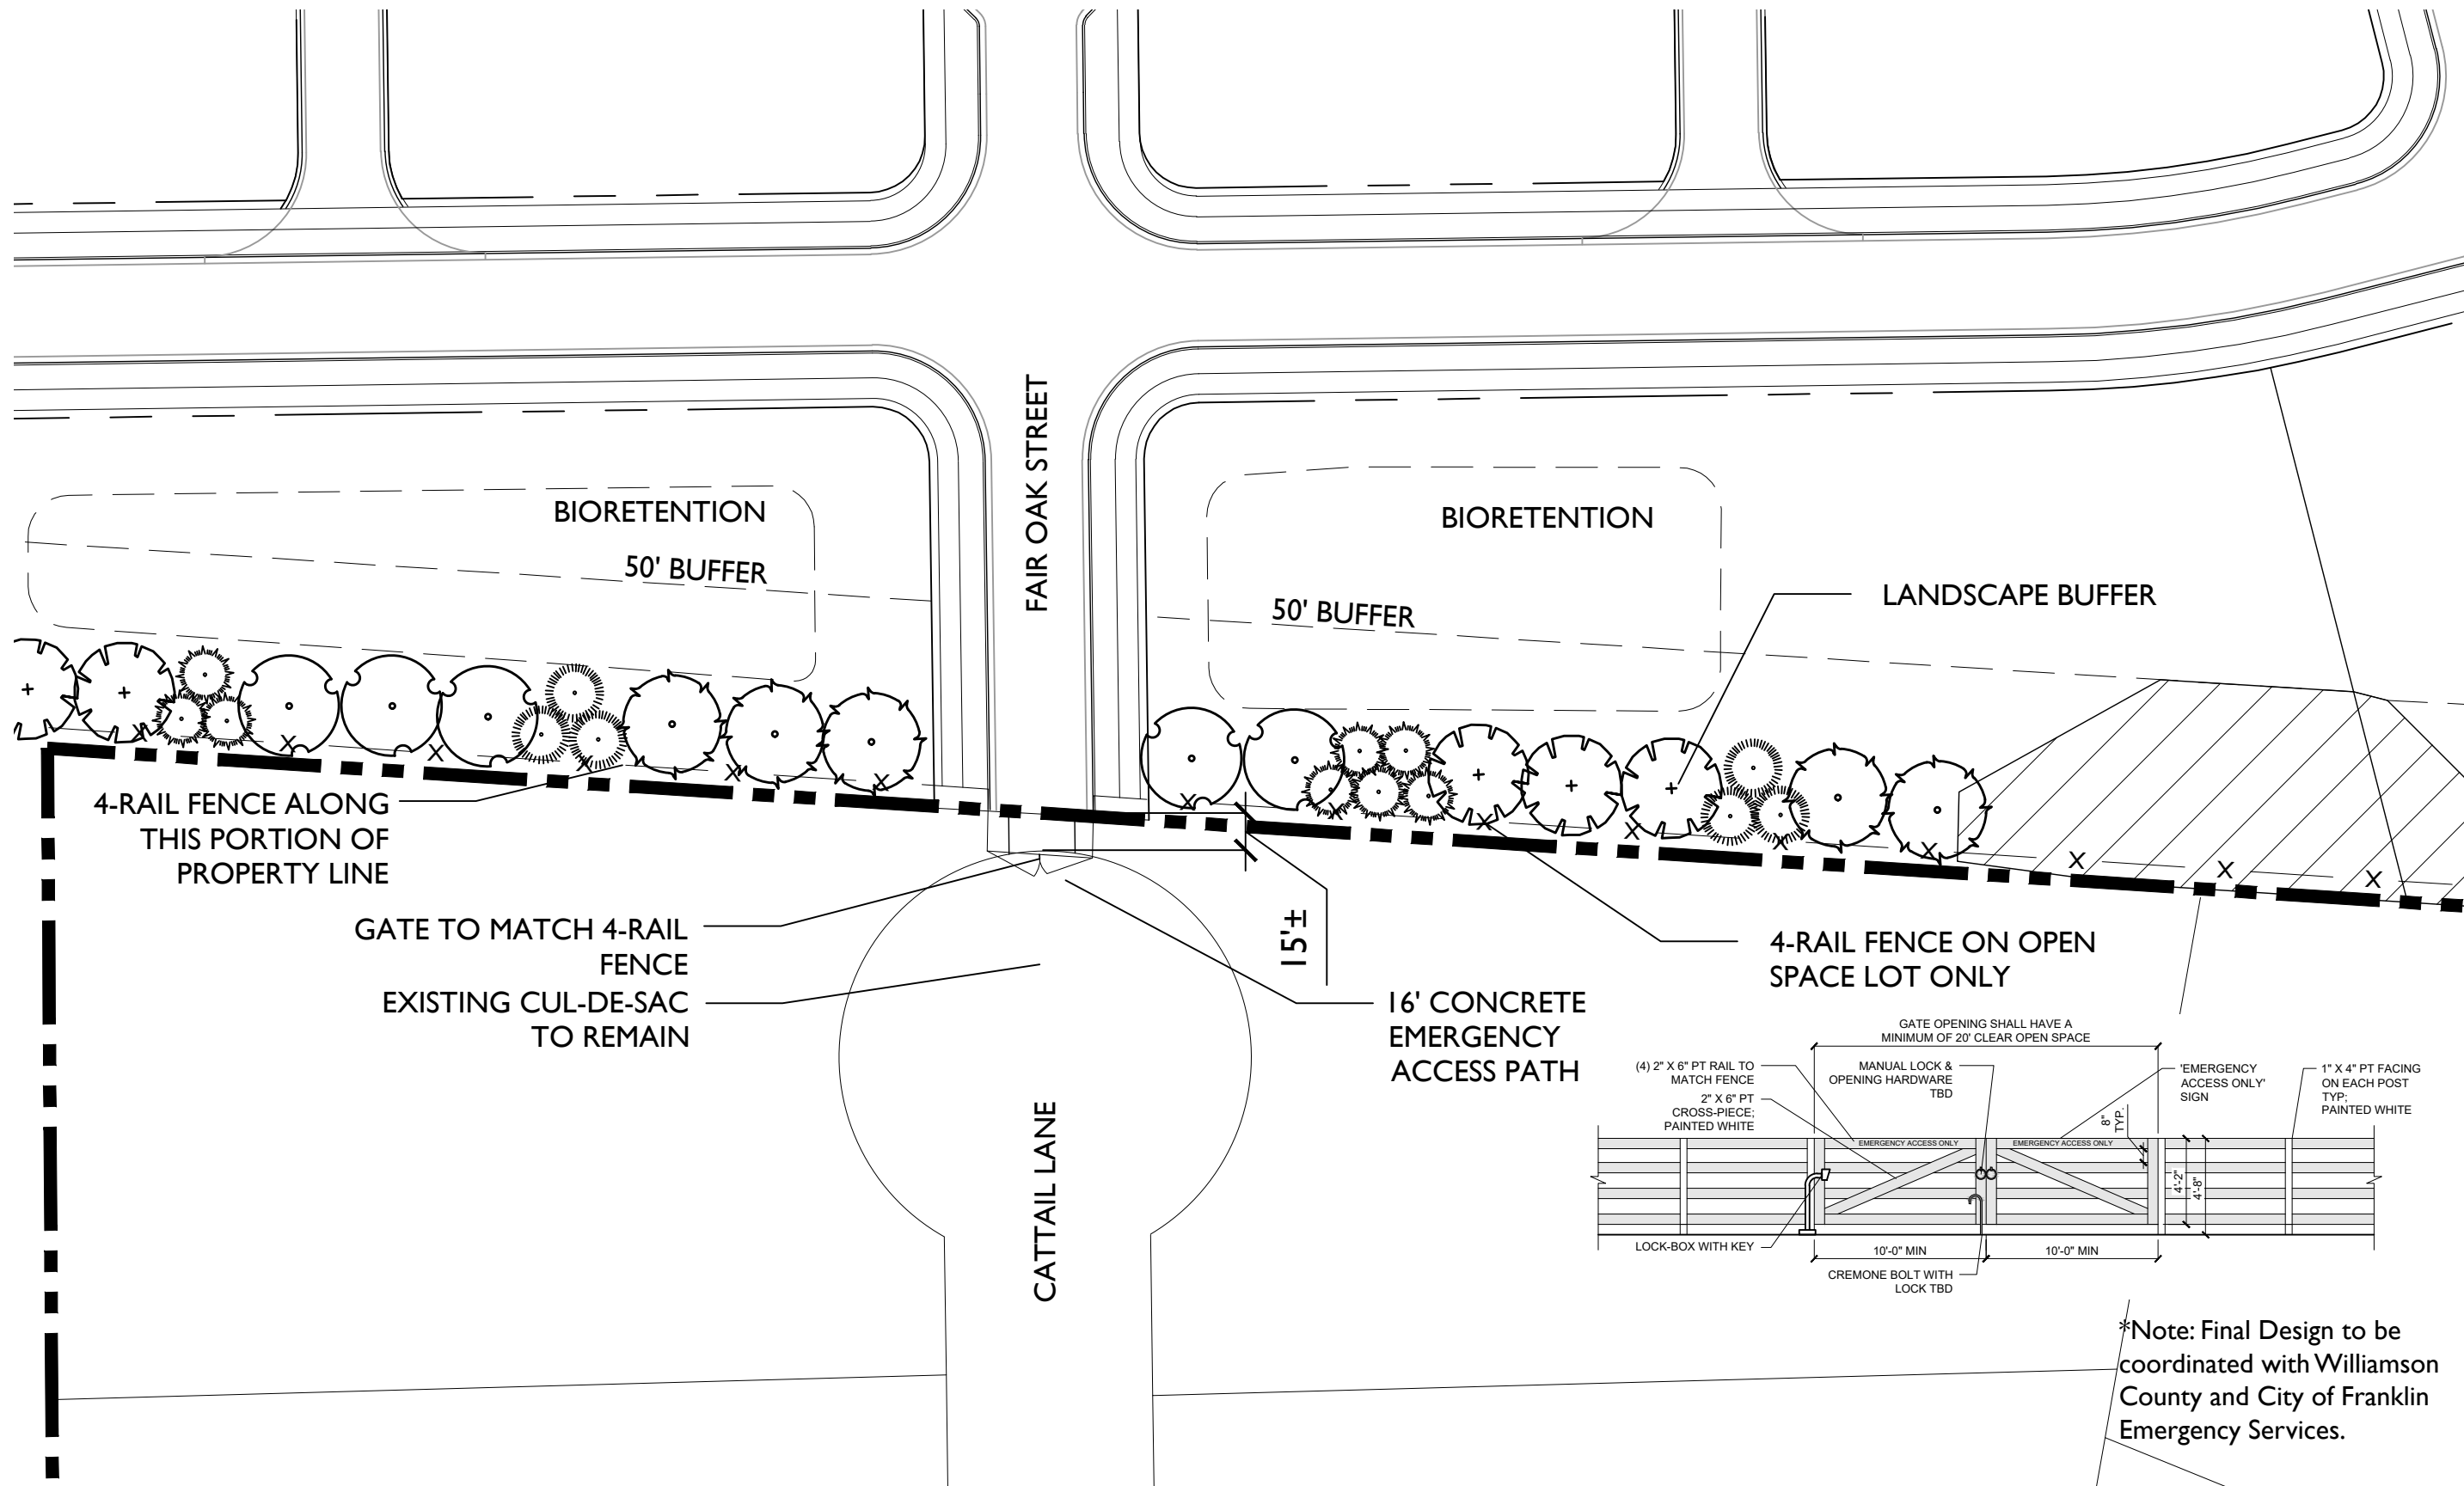 FAIR OAK STREET
BIORETENTION
50' BUFFER
BIORETENTION
50' BUFFER
LANDSCAPE BUFFER
4-RAIL FENCE ALONG
THIS PORTION OF
PROPERTY LINE
GATE TO MATCH 4-RAIL
FENCE
EXISTING CUL-DE-SAC
TO REMAIN
15'±
16' CONCRETE
EMERGENCY
ACCESS PATH
4-RAIL FENCE ON OPEN
SPACE LOT ONLY
CATTAIL LANE
GATE OPENING SHALL HAVE A
MINIMUM OF 20' CLEAR OPEN SPACE
(4) 2" X 6" PT RAIL TO
MATCH FENCE
2" X 6" PT
CROSS-PIECE;
PAINTED WHITE
MANUAL LOCK &
OPENING HARDWARE
TBD
'EMERGENCY
ACCESS ONLY'
SIGN
1" X 4" PT FACING
ON EACH POST
TYP;
PAINTED WHITE
8"
TYP.
EMERGENCY ACCESS ONLY
EMERGENCY ACCESS ONLY
4'-2"
4'-8"
LOCK-BOX WITH KEY
10'-0" MIN
10'-0" MIN
CREMONE BOLT WITH
LOCK TBD
*Note: Final Design to be
coordinated with Williamson
County and City of Franklin
Emergency Services.